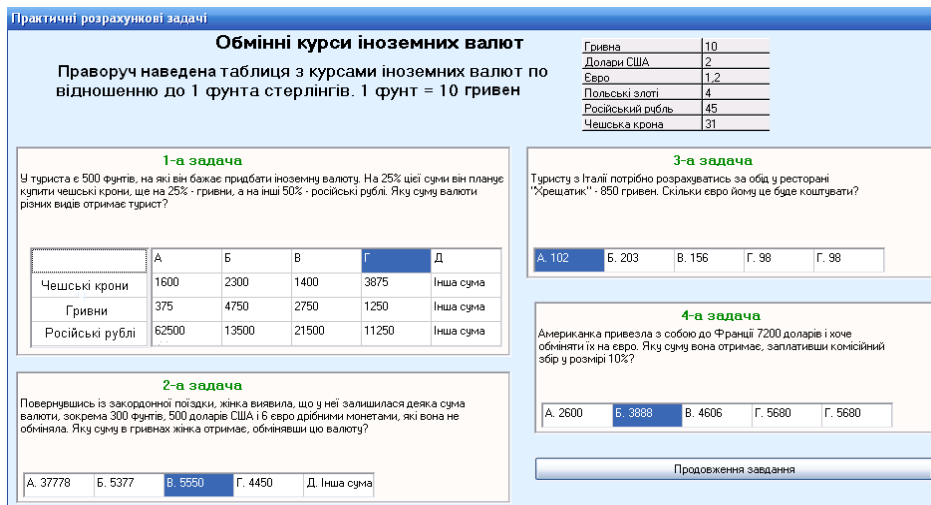 Практичні розрахункові задачі
Обмінні курси іноземних валют
Праворуч наведена таблиця з курсами іноземних валют по
відношенню до 1 фунта стерлінгів. 1 фунт = 10 гривен
Гривна 10
Долари США 2
Євро 1,2
Польські злоті 4
Російський рубль 45
Чешська крона 31
1-а задача
У туриста є 500 фунтів, на які він бажає придбати іноземну валюту. На 25% цієї суми він планує
купити чешські крони, ще на 25% - гривни, а на інші 50% - російські рублі. Яку суму валюти
різних видів отримає турист?
А Б В Г Д
Чешські крони 1600 2300 1400 3875 Інша сума
Гривни 375 4750 2750 1250 Інша сума
Російські рублі 62500 13500 21500 11250 Інша сума
2-а задача
Повернувшись із закордонної поїздки, жінка виявила, що у неї залишилася деяка сума
валюти, зокрема 300 фунтів, 500 доларів США і 6 євро дрібними монетами, які вона не
обміняла. Яку суму в гривнах жінка отримає, обмінявши цю валюту?
А. 37778 Б. 5377 В. 5550 Г. 4450 Д. Інша сума
3-а задача
Туристу з Італії потрібно розрахуватись за обід у ресторані
"Хрещатик" - 850 гривен. Скільки євро йому це буде коштувати?
А. 102 Б. 203 В. 156 Г. 98 Г. 98
4-а задача
Американка привезла з собою до Франції 7200 доларів і хоче
обміняти їх на євро. Яку суму вона отримає, заплативши комісійний
збір у розмірі 10%?
А. 2600 Б. 3888 В. 4606 Г. 5680 Г. 5680
Продовження завдання